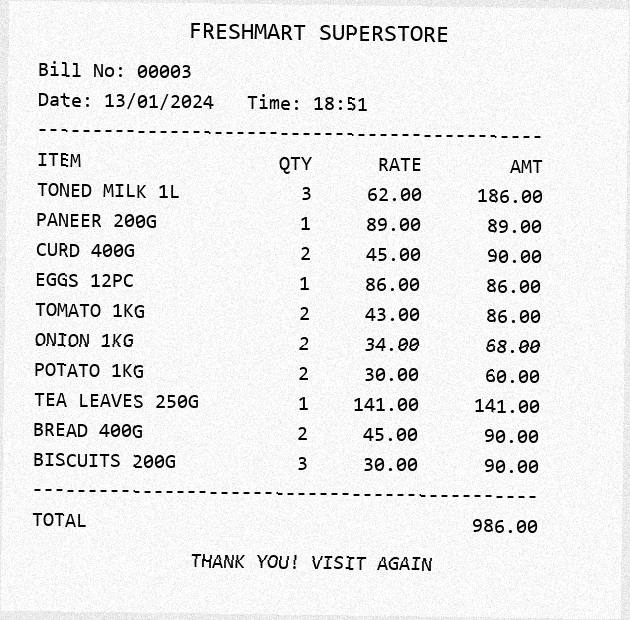 FRESHMART SUPERSTORE
Bill No: 00003
Date: 13/01/2024   Time: 18:51
----------------------------------------------
ITEM QTY RATE AMT
TONED MILK 1L 3 62.00 186.00
PANEER 200G 1 89.00 89.00
CURD 400G 2 45.00 90.00
EGGS 12PC 1 86.00 86.00
TOMATO 1KG 2 43.00 86.00
ONION 1KG 2 34.00 68.00
POTATO 1KG 2 30.00 60.00
TEA LEAVES 250G 1 141.00 141.00
BREAD 400G 2 45.00 90.00
BISCUITS 200G 3 30.00 90.00
----------------------------------------------
TOTAL 986.00
THANK YOU! VISIT AGAIN